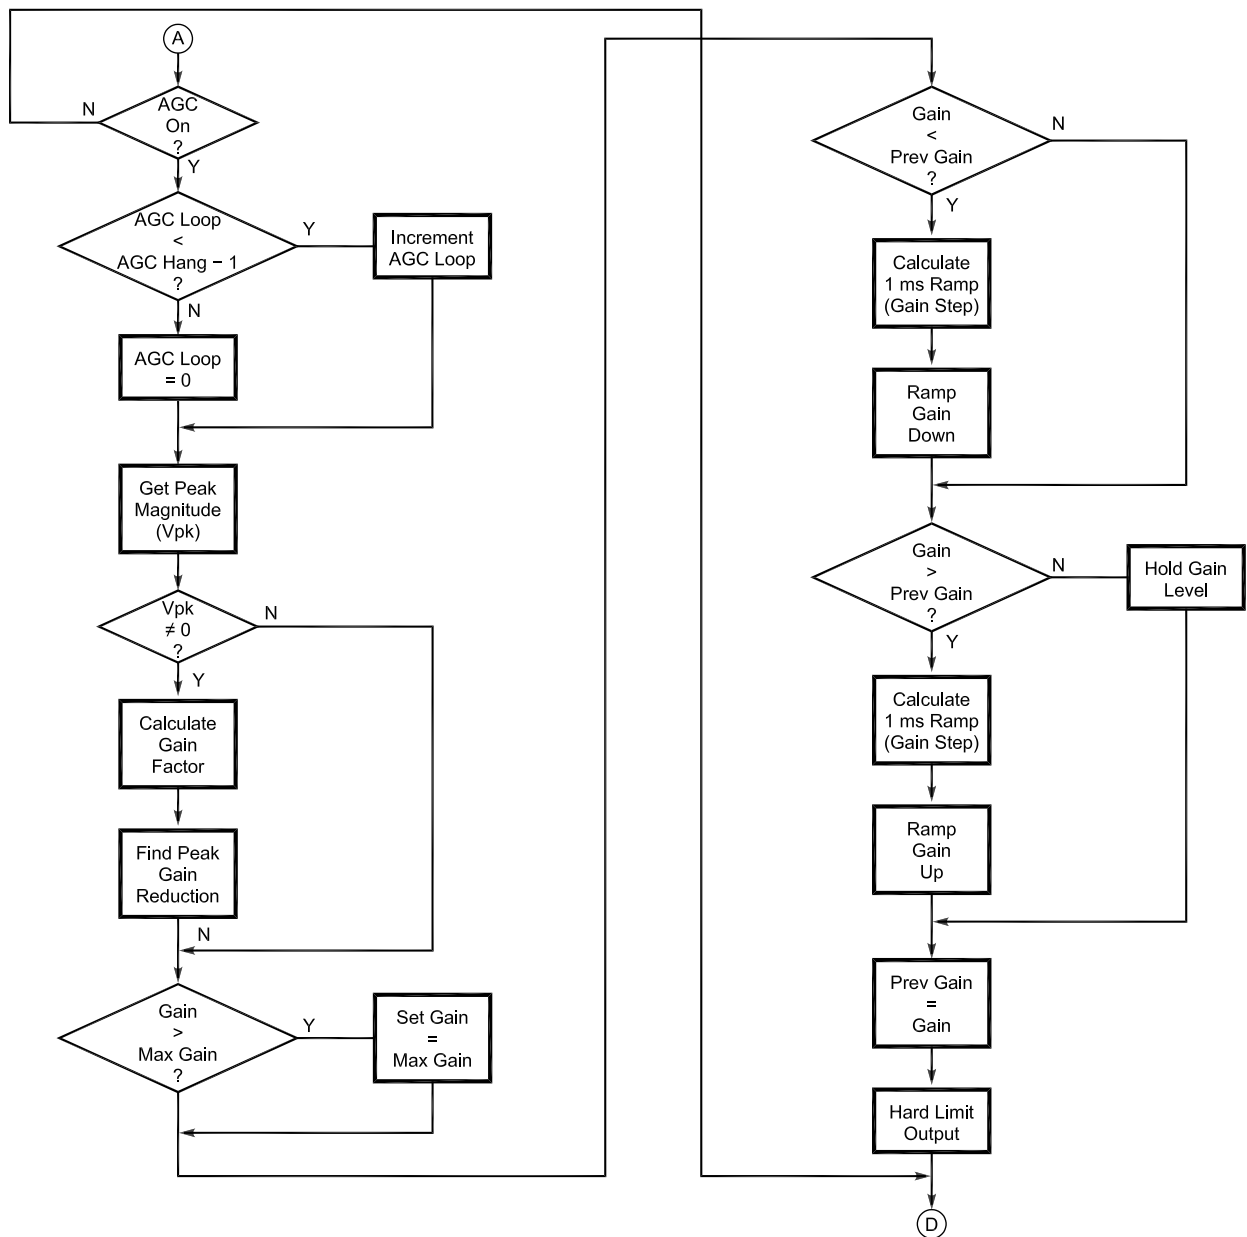 A
AGC
On
?
N
Y
AGC Loop
<
AGC Hang − 1
?
Y
N
Increment
AGC Loop
AGC Loop
= 0
Get Peak
Magnitude
(Vpk)
Vpk
≠ 0
?
N
Y
Calculate
Gain
Factor
Find Peak
Gain
Reduction
N
Gain
>
Max Gain
?
Y
Set Gain
=
Max Gain
Gain
<
Prev Gain
?
N
Y
Calculate
1 ms Ramp
(Gain Step)
Ramp
Gain
Down
Gain
>
Prev Gain
?
N
Y
Hold Gain
Level
Calculate
1 ms Ramp
(Gain Step)
Ramp
Gain
Up
Prev Gain
=
Gain
Hard Limit
Output
D